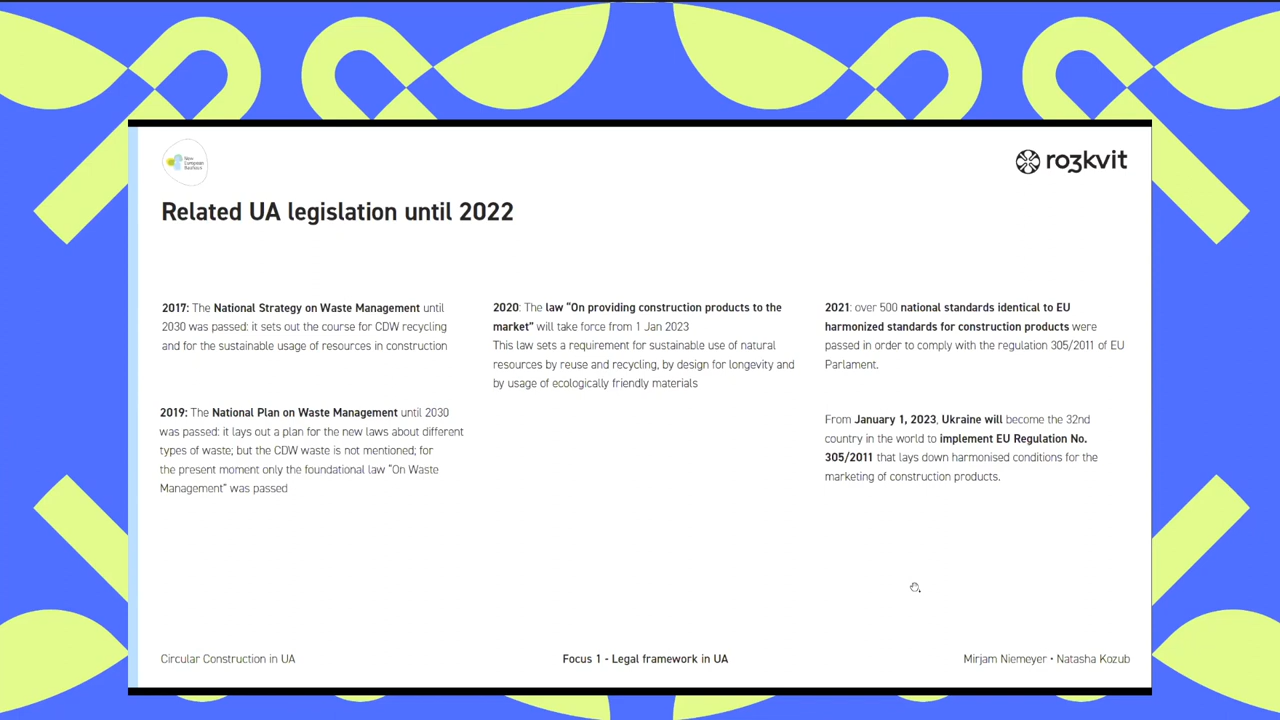 New
European
Bauhaus
ro3kvit
Related UA legislation until 2022
2017: The National Strategy on Waste Management until
2030 was passed: it sets out the course for CDW recycling
and for the sustainable usage of resources in construction
2019: The National Plan on Waste Management until 2030
was passed: it lays out a plan for the new laws about different
types of waste; but the CDW waste is not mentioned; for
the present moment only the foundational law “On Waste
Management” was passed
2020: The law “On providing construction products to the
market” will take force from 1 Jan 2023
This law sets a requirement for sustainable use of natural
resources by reuse and recycling, by design for longevity and
by usage of ecologically friendly materials
2021: over 500 national standards identical to EU
harmonized standards for construction products were
passed in order to comply with the regulation 305/2011 of EU
Parlament.
From January 1, 2023, Ukraine will become the 32nd
country in the world to implement EU Regulation No.
305/2011 that lays down harmonised conditions for the
marketing of construction products.
Circular Construction in UA
Focus 1 - Legal framework in UA
Mirjam Niemeyer • Natasha Kozub